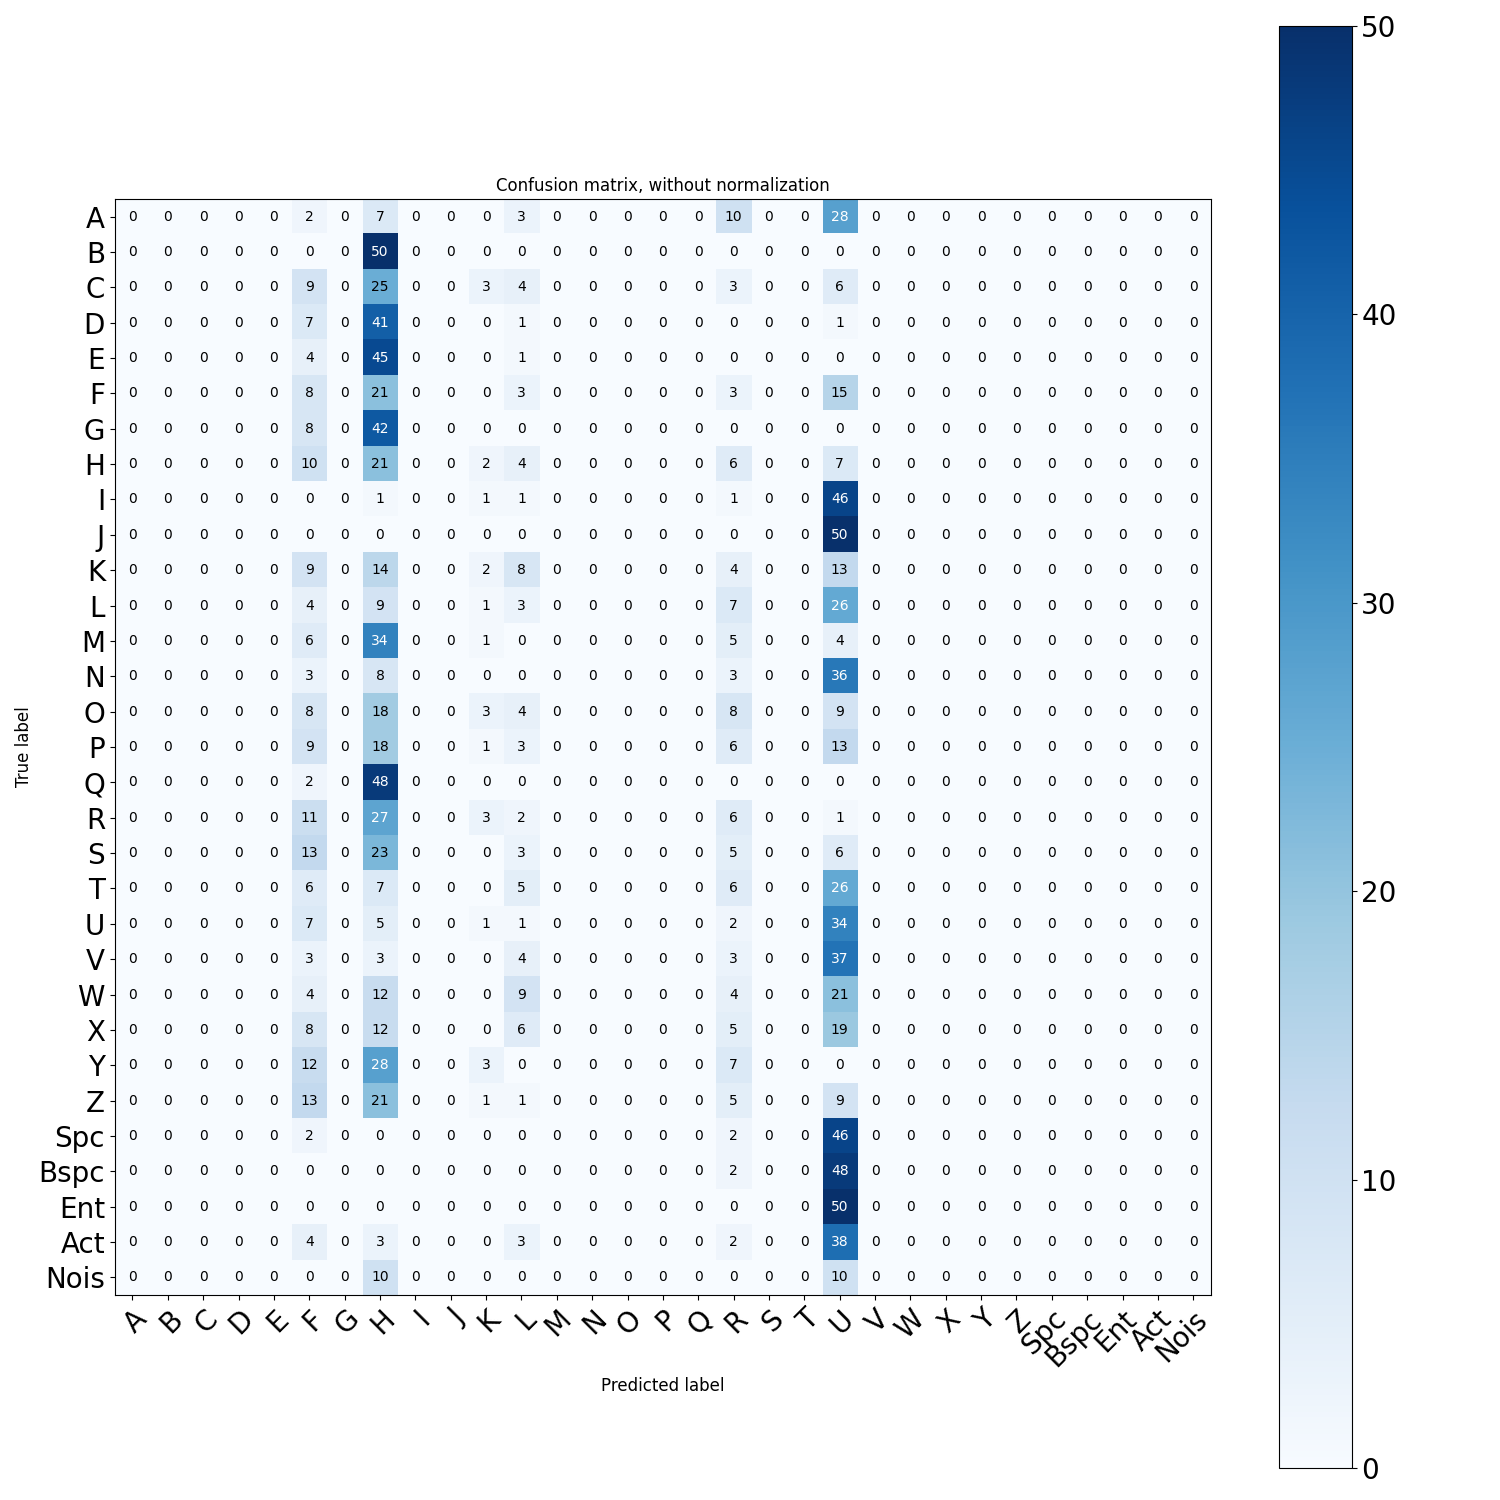 Confusion matrix, without normalization
A 0 0 0 0 0 2 0 7 0 0 0 3 0 0 0 0 0 10 0 0 28 0 0 0 0 0 0 0 0 0 0
B 0 0 0 0 0 0 0 50 0 0 0 0 0 0 0 0 0 0 0 0 0 0 0 0 0 0 0 0 0 0 0
C 0 0 0 0 0 9 0 25 0 0 3 4 0 0 0 0 0 3 0 0 6 0 0 0 0 0 0 0 0 0 0
D 0 0 0 0 0 7 0 41 0 0 0 1 0 0 0 0 0 0 0 0 1 0 0 0 0 0 0 0 0 0 0
E 0 0 0 0 0 4 0 45 0 0 0 1 0 0 0 0 0 0 0 0 0 0 0 0 0 0 0 0 0 0 0
F 0 0 0 0 0 8 0 21 0 0 0 3 0 0 0 0 0 3 0 0 15 0 0 0 0 0 0 0 0 0 0
G 0 0 0 0 0 8 0 42 0 0 0 0 0 0 0 0 0 0 0 0 0 0 0 0 0 0 0 0 0 0 0
H 0 0 0 0 0 10 0 21 0 0 2 4 0 0 0 0 0 6 0 0 7 0 0 0 0 0 0 0 0 0 0
I 0 0 0 0 0 0 0 1 0 0 1 1 0 0 0 0 0 1 0 0 46 0 0 0 0 0 0 0 0 0 0
J 0 0 0 0 0 0 0 0 0 0 0 0 0 0 0 0 0 0 0 0 50 0 0 0 0 0 0 0 0 0 0
K 0 0 0 0 0 9 0 14 0 0 2 8 0 0 0 0 0 4 0 0 13 0 0 0 0 0 0 0 0 0 0
L 0 0 0 0 0 4 0 9 0 0 1 3 0 0 0 0 0 7 0 0 26 0 0 0 0 0 0 0 0 0 0
M 0 0 0 0 0 6 0 34 0 0 1 0 0 0 0 0 0 5 0 0 4 0 0 0 0 0 0 0 0 0 0
N 0 0 0 0 0 3 0 8 0 0 0 0 0 0 0 0 0 3 0 0 36 0 0 0 0 0 0 0 0 0 0
O 0 0 0 0 0 8 0 18 0 0 3 4 0 0 0 0 0 8 0 0 9 0 0 0 0 0 0 0 0 0 0
P 0 0 0 0 0 9 0 18 0 0 1 3 0 0 0 0 0 6 0 0 13 0 0 0 0 0 0 0 0 0 0
Q 0 0 0 0 0 2 0 48 0 0 0 0 0 0 0 0 0 0 0 0 0 0 0 0 0 0 0 0 0 0 0
R 0 0 0 0 0 11 0 27 0 0 3 2 0 0 0 0 0 6 0 0 1 0 0 0 0 0 0 0 0 0 0
S 0 0 0 0 0 13 0 23 0 0 0 3 0 0 0 0 0 5 0 0 6 0 0 0 0 0 0 0 0 0 0
T 0 0 0 0 0 6 0 7 0 0 0 5 0 0 0 0 0 6 0 0 26 0 0 0 0 0 0 0 0 0 0
U 0 0 0 0 0 7 0 5 0 0 1 1 0 0 0 0 0 2 0 0 34 0 0 0 0 0 0 0 0 0 0
V 0 0 0 0 0 3 0 3 0 0 0 4 0 0 0 0 0 3 0 0 37 0 0 0 0 0 0 0 0 0 0
W 0 0 0 0 0 4 0 12 0 0 0 9 0 0 0 0 0 4 0 0 21 0 0 0 0 0 0 0 0 0 0
X 0 0 0 0 0 8 0 12 0 0 0 6 0 0 0 0 0 5 0 0 19 0 0 0 0 0 0 0 0 0 0
Y 0 0 0 0 0 12 0 28 0 0 3 0 0 0 0 0 0 7 0 0 0 0 0 0 0 0 0 0 0 0 0
Z 0 0 0 0 0 13 0 21 0 0 1 1 0 0 0 0 0 5 0 0 9 0 0 0 0 0 0 0 0 0 0
Spc 0 0 0 0 0 2 0 0 0 0 0 0 0 0 0 0 0 2 0 0 46 0 0 0 0 0 0 0 0 0 0
Bspc 0 0 0 0 0 0 0 0 0 0 0 0 0 0 0 0 0 2 0 0 48 0 0 0 0 0 0 0 0 0 0
Ent 0 0 0 0 0 0 0 0 0 0 0 0 0 0 0 0 0 0 0 0 50 0 0 0 0 0 0 0 0 0 0
Act 0 0 0 0 0 4 0 3 0 0 0 3 0 0 0 0 0 2 0 0 38 0 0 0 0 0 0 0 0 0 0
Nois 0 0 0 0 0 0 0 10 0 0 0 0 0 0 0 0 0 0 0 0 10 0 0 0 0 0 0 0 0 0 0
A B C D E F G H I J K L M N O P Q R S T U V W X Y Z Spc Bspc Ent Act Nois
Predicted label
True label
50
40
30
20
10
0